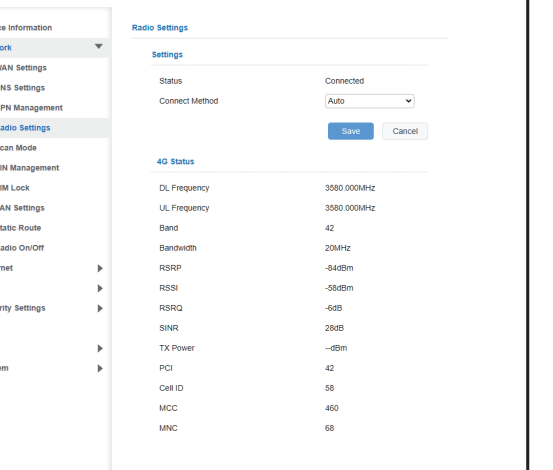 ce Information
ork
VAN Settings
NS Settings
PN Management
adio Settings
can Mode
IN Management
IM Lock
AN Settings
tatic Route
adio On/Off
rnet
rity Settings
em
Radio Settings
Settings
Status Connected
Connect Method Auto
Save Cancel
4G Status
DL Frequency 3580.000MHz
UL Frequency 3580.000MHz
Band 42
Bandwidth 20MHz
RSRP -84dBm
RSSI -58dBm
RSRQ -6dB
SINR 28dB
TX Power --dBm
PCI 42
Cell ID 58
MCC 460
MNC 68